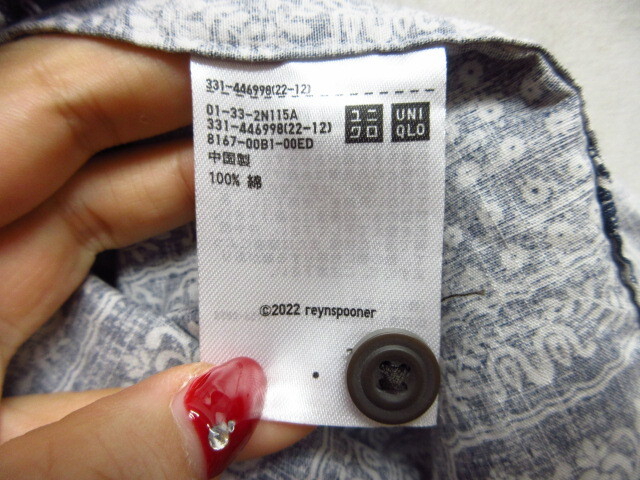 331-446998(22-12)
01-33-2N115A
331-446998(22-12)
8167-00B1-00ED
中国製
100% 綿
ユニ
クロ
UNI
QLO
©2022 reynspooner